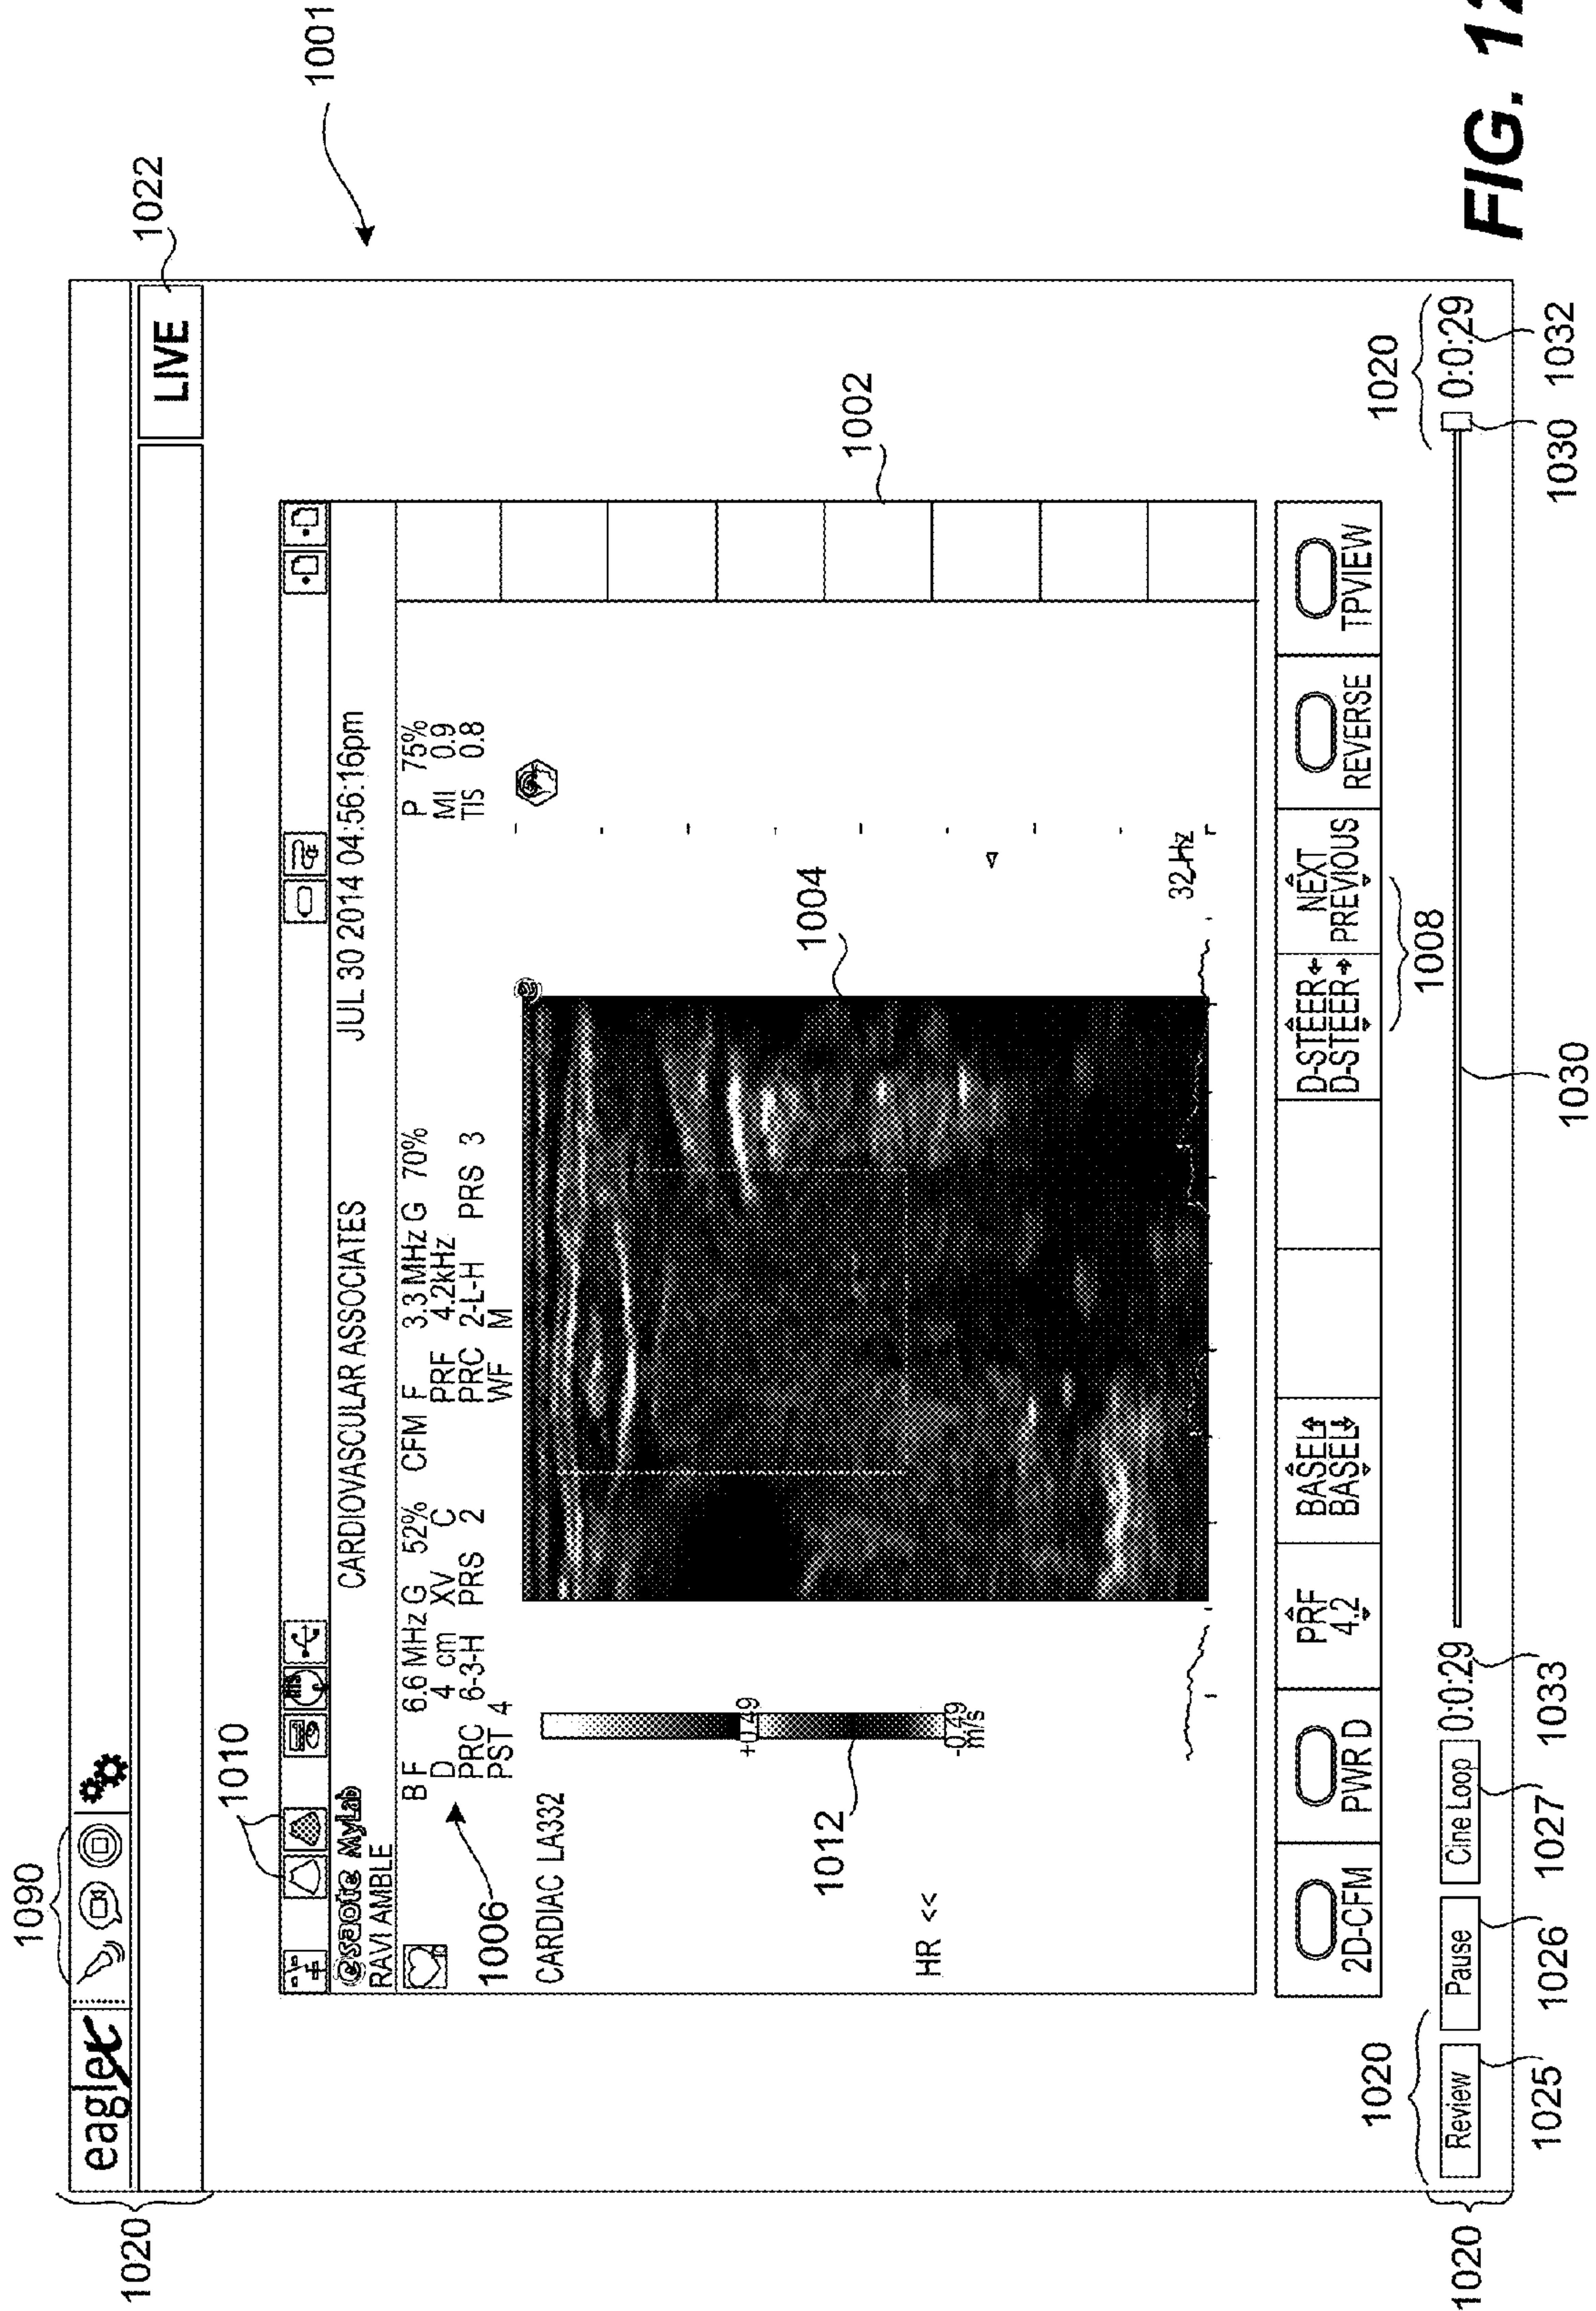 1090
eaglex
1020
LIVE
1022
1001
1010
esaote MyLab
RAVI AMBLE
CARDIOVASCULAR ASSOCIATES
JUL 30 2014 04:56:16pm
B F 6.6 MHz G 52% CFM F 3.3 MHz G 70%
P 75%
D 4 cm XV C PRF 4.2kHz
MI 0.9
PRC 6-3-H PRS 2 PRC 2-L-H PRS 3
TIS 0.8
PST 4 WF M
1006
CARDIAC LA332
1004
1002
+0.49
1012
-0.49
m/s
HR <<
32 Hz
2D-CFM
PWR D
PRF
4.2
BASEL
BASEL
D-STEER
D-STEER
NEXT
PREVIOUS
REVERSE
TPVIEW
1008
1020
1020
Review
Pause
Cine Loop
0:0:29
0:0:29
1020
1025
1026
1027
1033
1030
1030
1032